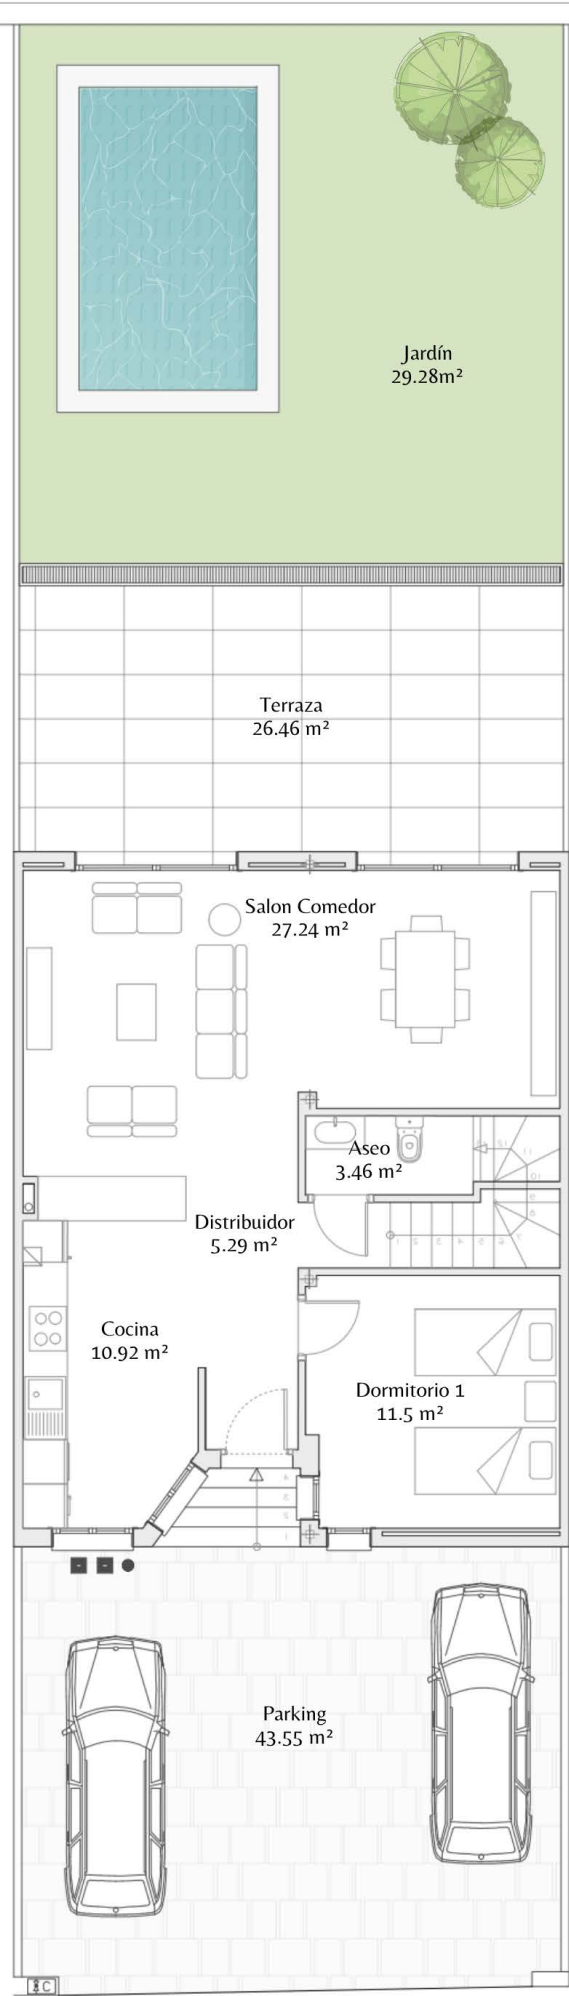 Jardín
29.28m²
Terraza
26.46 m²
Salon Comedor
27.24 m²
Aseo
3.46 m²
Distribuidor
5.29 m²
Cocina
10.92 m²
Dormitorio 1
11.5 m²
Parking
43.55 m²
C